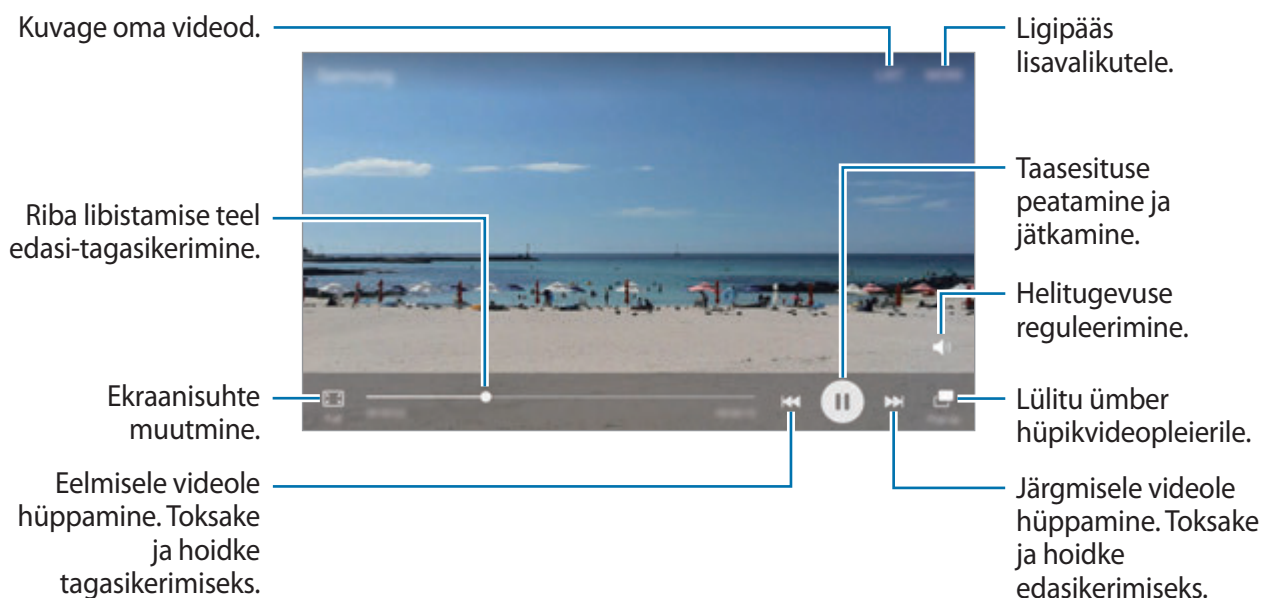 Kuvage oma videod.
Ligipääs
lisavalikutele.
Samsung
Taasesituse
peatamine ja
jätkamine.
Riba libistamise teel
edasi-tagasikerimine.
Helitugevuse
reguleerimine.
Ekraanisuhte
muutmine.
Lülitu ümber
hüpikvideopleierile.
Eelmisele videole
hüppamine. Toksake
ja hoidke
tagasikerimiseks.
Järgmisele videole
hüppamine. Toksake
ja hoidke
edasikerimiseks.